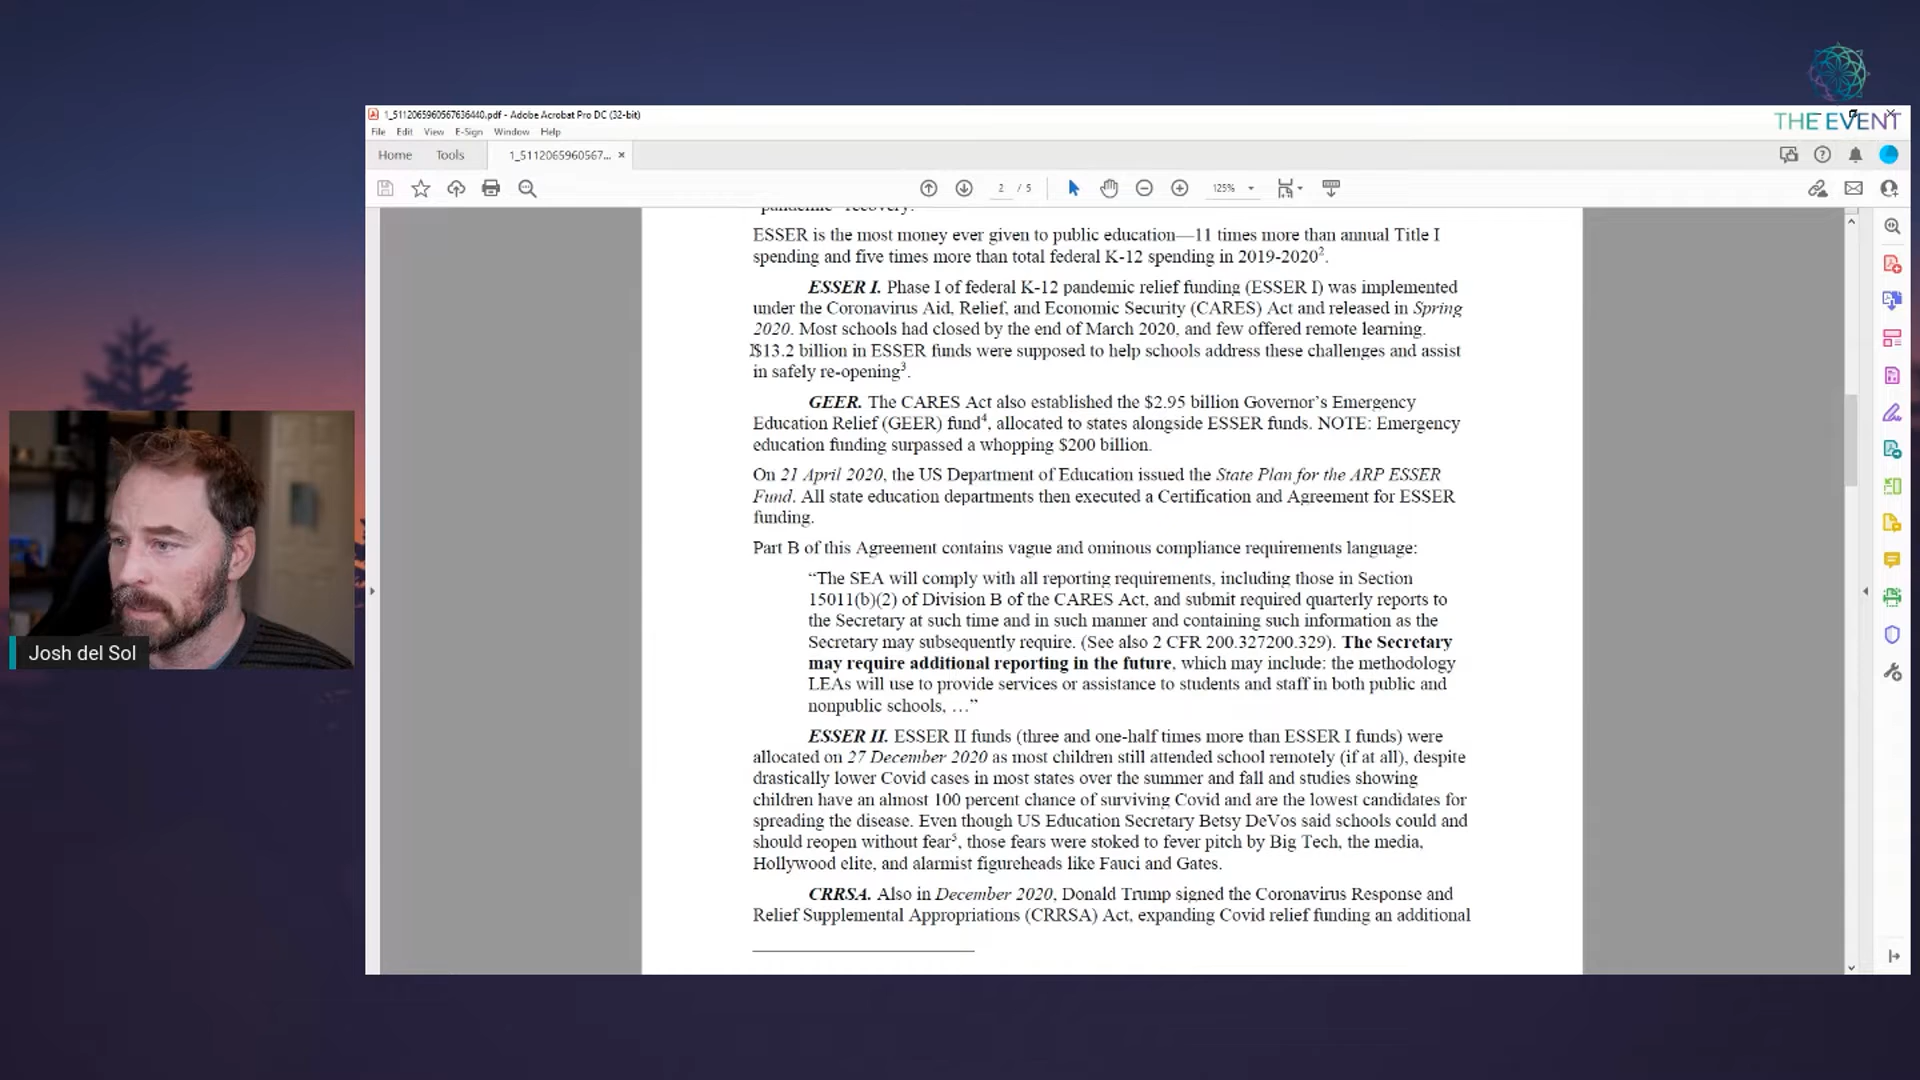 THE EVENT
1_5112065960567636440.pdf - Adobe Acrobat Pro DC (32-bit)
File Edit View E-Sign Window Help
Home Tools 1_5112065960567... ×
2 / 5 125%
"pandemic" recovery.
ESSER is the most money ever given to public education—11 times more than annual Title I
spending and five times more than total federal K-12 spending in 2019-2020².
ESSER I. Phase I of federal K-12 pandemic relief funding (ESSER I) was implemented
under the Coronavirus Aid, Relief, and Economic Security (CARES) Act and released in Spring
2020. Most schools had closed by the end of March 2020, and few offered remote learning.
$13.2 billion in ESSER funds were supposed to help schools address these challenges and assist
in safely re-opening³.
GEER. The CARES Act also established the $2.95 billion Governor's Emergency
Education Relief (GEER) fund⁴, allocated to states alongside ESSER funds. NOTE: Emergency
education funding surpassed a whopping $200 billion.
On 21 April 2020, the US Department of Education issued the State Plan for the ARP ESSER
Fund. All state education departments then executed a Certification and Agreement for ESSER
funding.
Part B of this Agreement contains vague and ominous compliance requirements language:
“The SEA will comply with all reporting requirements, including those in Section
15011(b)(2) of Division B of the CARES Act, and submit required quarterly reports to
the Secretary at such time and in such manner and containing such information as the
Secretary may subsequently require. (See also 2 CFR 200.327200.329). The Secretary
may require additional reporting in the future, which may include: the methodology
LEAs will use to provide services or assistance to students and staff in both public and
nonpublic schools, …”
ESSER II. ESSER II funds (three and one-half times more than ESSER I funds) were
allocated on 27 December 2020 as most children still attended school remotely (if at all), despite
drastically lower Covid cases in most states over the summer and fall and studies showing
children have an almost 100 percent chance of surviving Covid and are the lowest candidates for
spreading the disease. Even though US Education Secretary Betsy DeVos said schools could and
should reopen without fear⁵, those fears were stoked to fever pitch by Big Tech, the media,
Hollywood elite, and alarmist figureheads like Fauci and Gates.
CRRSA. Also in December 2020, Donald Trump signed the Coronavirus Response and
Relief Supplemental Appropriations (CRRSA) Act, expanding Covid relief funding an additional
Josh del Sol